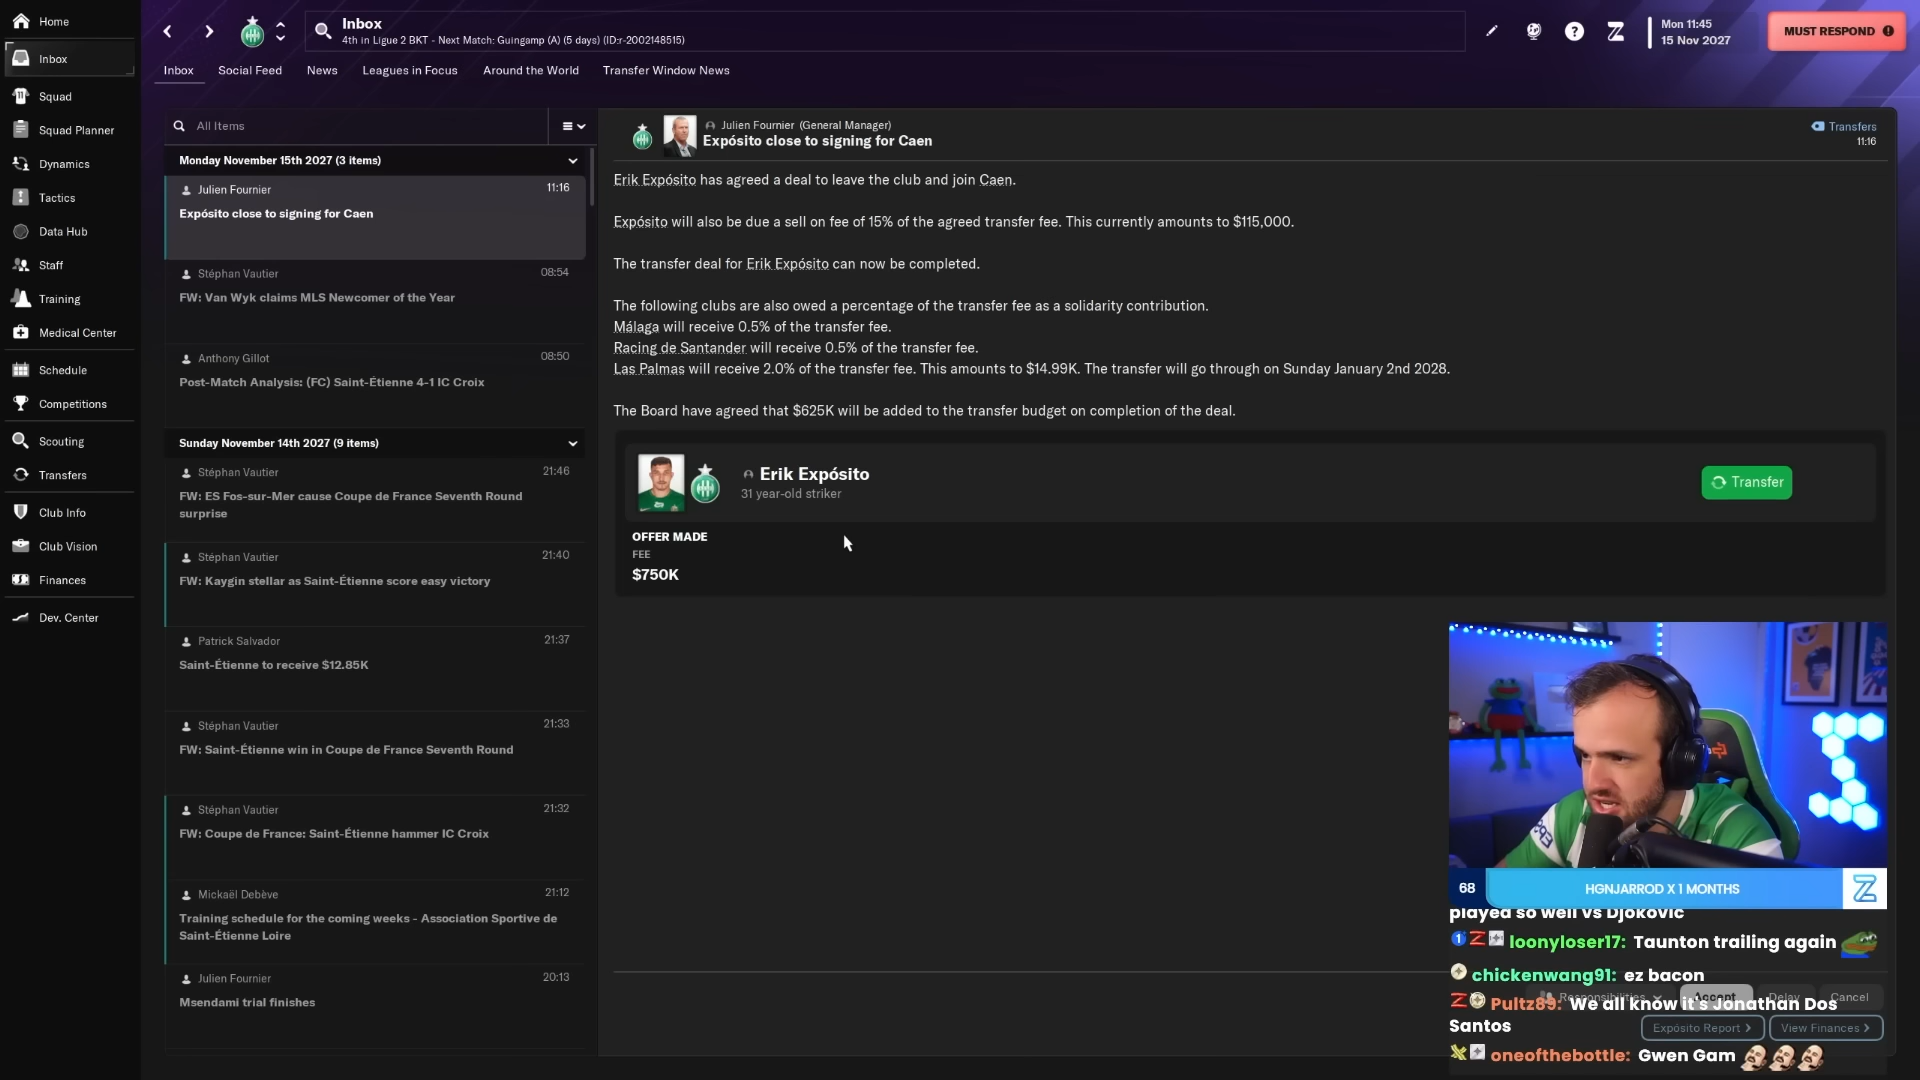 Home
Inbox
Squad
Squad Planner
Dynamics
Tactics
Data Hub
Staff
Training
Medical Center
Schedule
Competitions
Scouting
Transfers
Club Info
Club Vision
Finances
Dev. Center
Inbox
4th in Ligue 2 BKT - Next Match: Guingamp (A) (5 days) (ID:r-2002148515)
Mon 11:45
15 Nov 2027
MUST RESPOND
Inbox Social Feed News Leagues in Focus Around the World Transfer Window News
All Items
Monday November 15th 2027 (3 items)
Julien Fournier 11:16
Expósito close to signing for Caen
Stéphan Vautier 08:54
FW: Van Wyk claims MLS Newcomer of the Year
Anthony Gillot 08:50
Post-Match Analysis: (FC) Saint-Étienne 4-1 IC Croix
Sunday November 14th 2027 (9 items)
Stéphan Vautier 21:46
FW: ES Fos-sur-Mer cause Coupe de France Seventh Round
surprise
Stéphan Vautier 21:40
FW: Kaygin stellar as Saint-Étienne score easy victory
Patrick Salvador 21:37
Saint-Étienne to receive $12.85K
Stéphan Vautier 21:33
FW: Saint-Étienne win in Coupe de France Seventh Round
Stéphan Vautier 21:32
FW: Coupe de France: Saint-Étienne hammer IC Croix
Mickaël Debève 21:12
Training schedule for the coming weeks - Association Sportive de
Saint-Étienne Loire
Julien Fournier 20:13
Msendami trial finishes
Julien Fournier (General Manager)
Expósito close to signing for Caen
Transfers
11:16
Erik Expósito has agreed a deal to leave the club and join Caen.
Expósito will also be due a sell on fee of 15% of the agreed transfer fee. This currently amounts to $115,000.
The transfer deal for Erik Expósito can now be completed.
The following clubs are also owed a percentage of the transfer fee as a solidarity contribution.
Málaga will receive 0.5% of the transfer fee.
Racing de Santander will receive 0.5% of the transfer fee.
Las Palmas will receive 2.0% of the transfer fee. This amounts to $14.99K. The transfer will go through on Sunday January 2nd 2028.
The Board have agreed that $625K will be added to the transfer budget on completion of the deal.
Erik Expósito
31 year-old striker
Transfer
OFFER MADE
FEE
$750K
68 HGNJARROD X 1 MONTHS
played so well vs Djokovic
loonyloser17: Taunton trailing again
chickenwang91: ez bacon
Responsibilities Accept Delay Cancel
Pultz89: We all know it's Jonathan Dos
Santos
Expósito Report View Finances
oneofthebottle: Gwen Gam